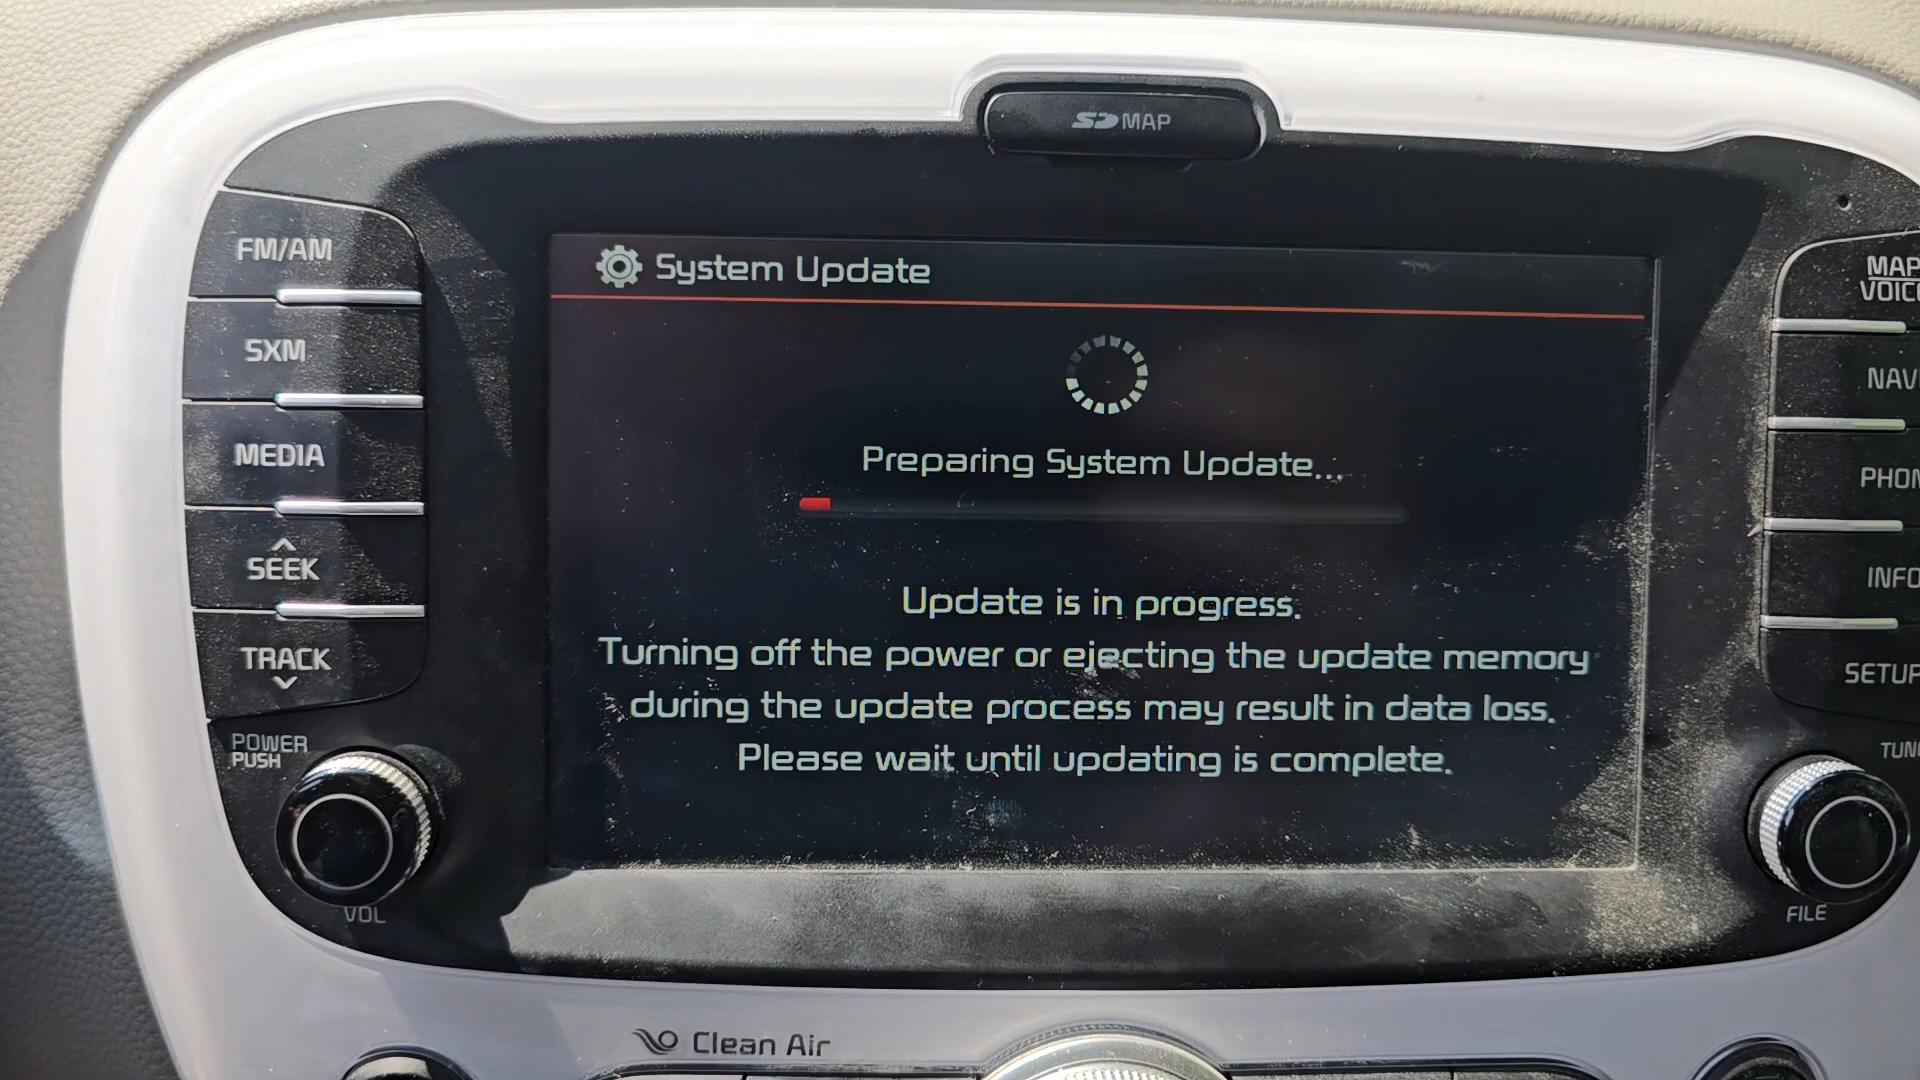 SD MAP
FM/AM
SXM
MEDIA
SEEK
TRACK
POWER
PUSH
VOL
System Update
Preparing System Update...
Update is in progress.
Turning off the power or ejecting the update memory
during the update process may result in data loss.
Please wait until updating is complete.
MAP
VOICE
NAV
PHON
INFO
SETUP
TUNE
FILE
Clean Air